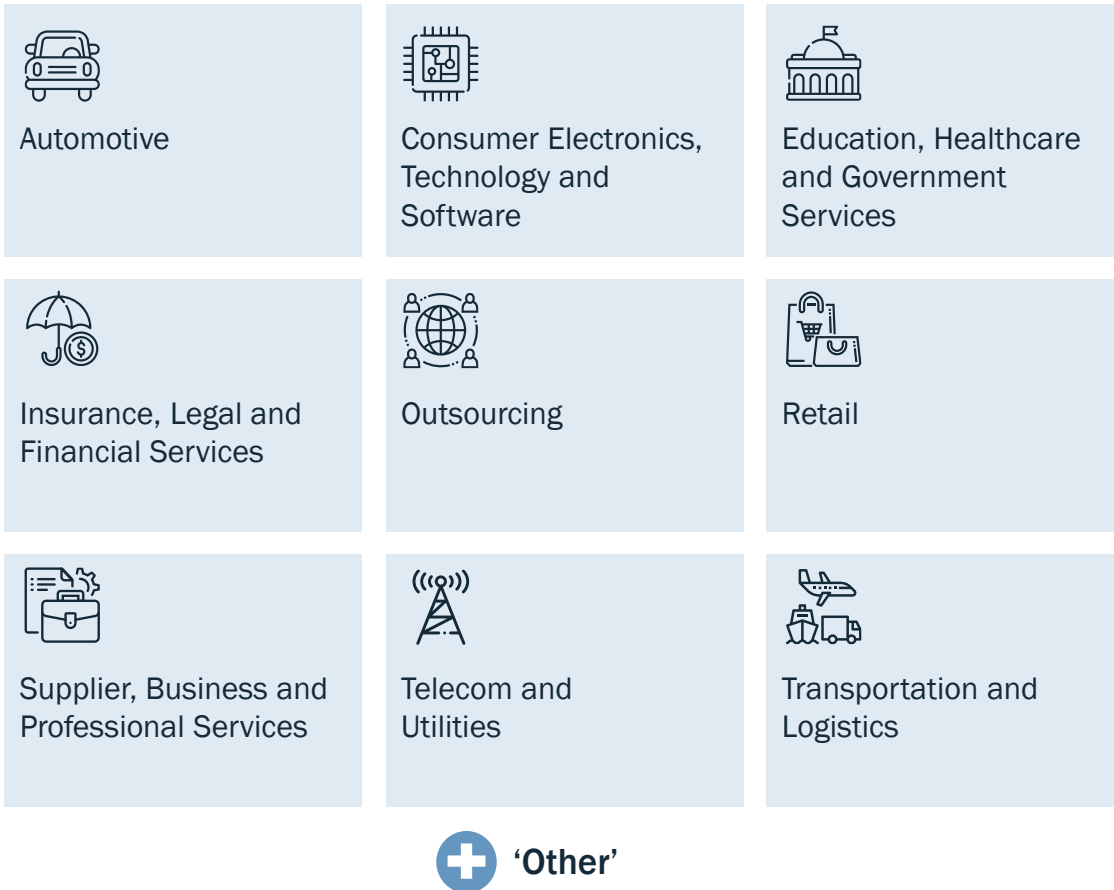 Automotive
Consumer Electronics,
Technology and
Software
Education, Healthcare
and Government
Services
$
Insurance, Legal and
Financial Services
Outsourcing
Retail
Supplier, Business and
Professional Services
Telecom and
Utilities
Transportation and
Logistics
‘Other’